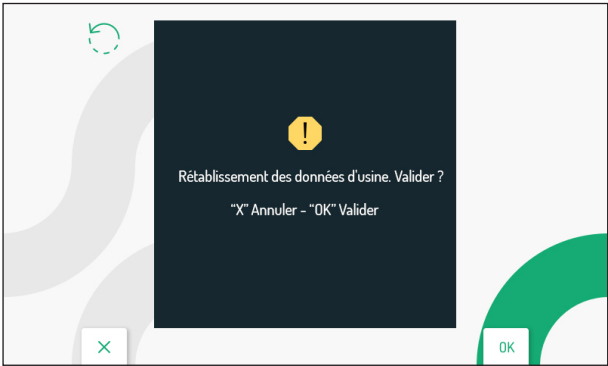 Rétablissement des données d'usine. Valider ?
“X” Annuler - “OK” Valider
OK